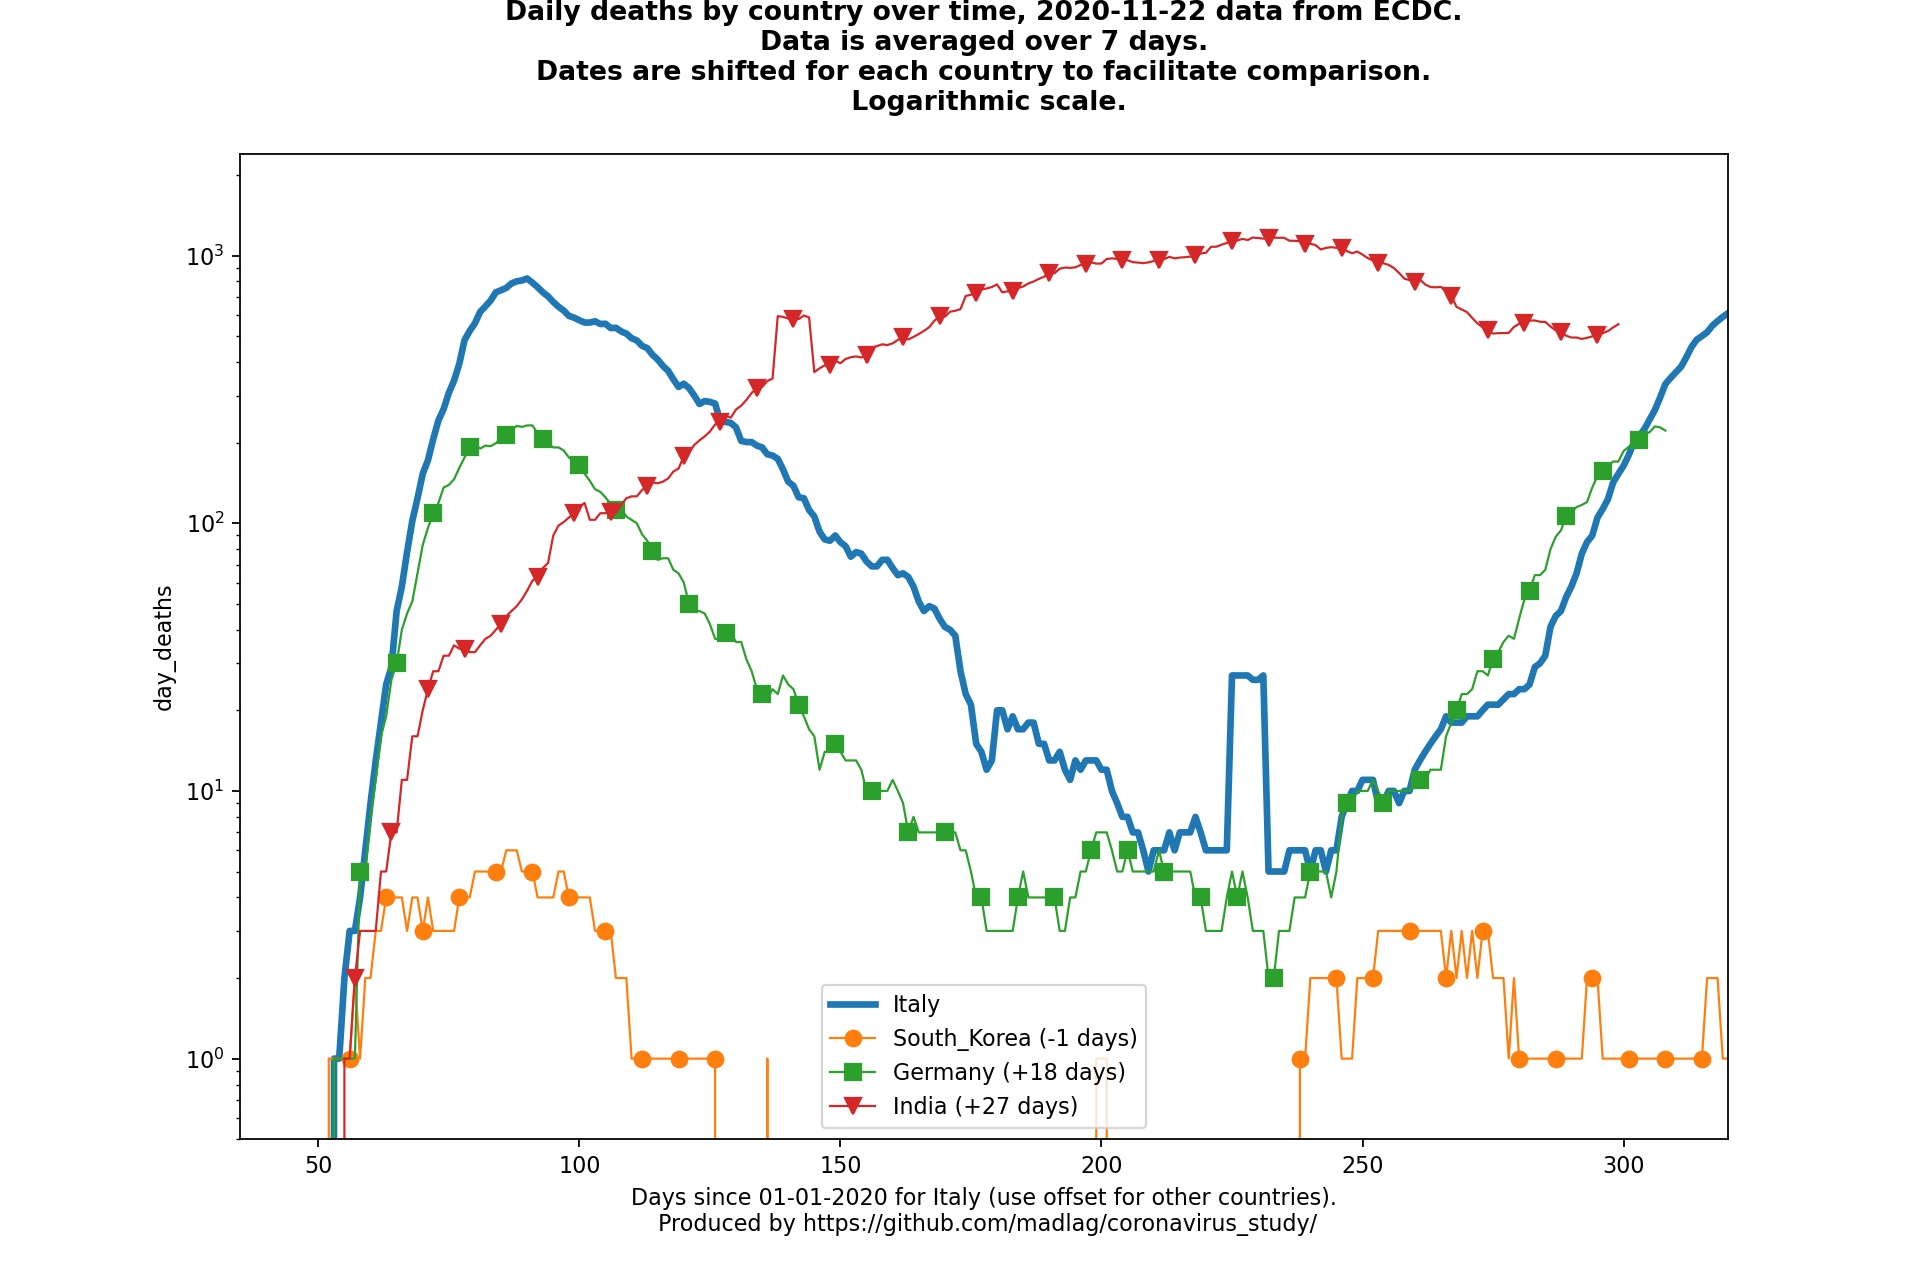 Daily deaths by country over time, 2020-11-22 data from ECDC.
Data is averaged over 7 days.
Dates are shifted for each country to facilitate comparison.
Logarithmic scale.
day_deaths
10³
10²
10¹
10⁰
Italy
South_Korea (-1 days)
Germany (+18 days)
India (+27 days)
50 100 150 200 250 300
Days since 01-01-2020 for Italy (use offset for other countries).
Produced by https://github.com/madlag/coronavirus_study/